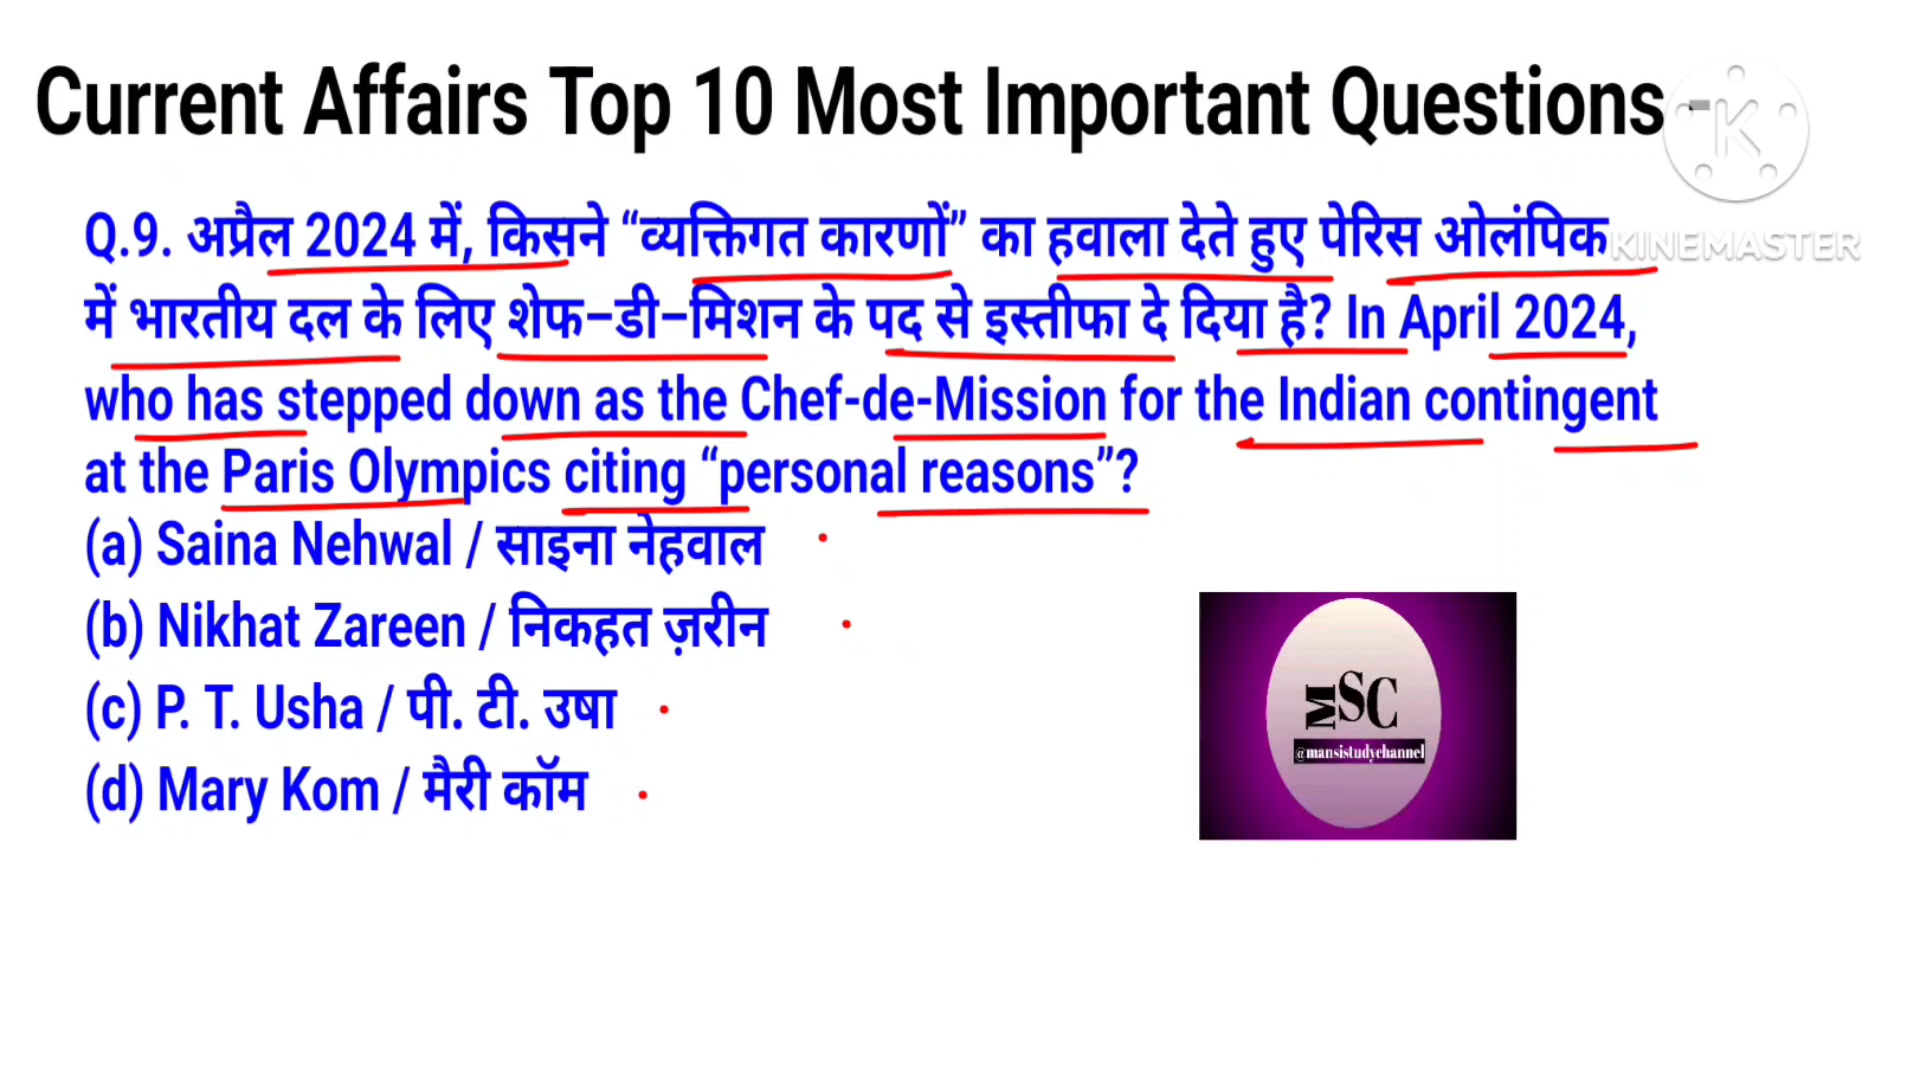 Current Affairs Top 10 Most Important Questions -
Q.9. अप्रैल 2024 में, किसने “व्यक्तिगत कारणों” का हवाला देते हुए पेरिस ओलंपिक
में भारतीय दल के लिए शेफ–डी–मिशन के पद से इस्तीफा दे दिया है? In April 2024,
who has stepped down as the Chef-de-Mission for the Indian contingent
at the Paris Olympics citing “personal reasons”?
(a) Saina Nehwal / साइना नेहवाल
(b) Nikhat Zareen / निकहत ज़रीन
(c) P. T. Usha / पी. टी. उषा
(d) Mary Kom / मैरी कॉम
K
KINEMASTER
MSC
@mansistudychannel